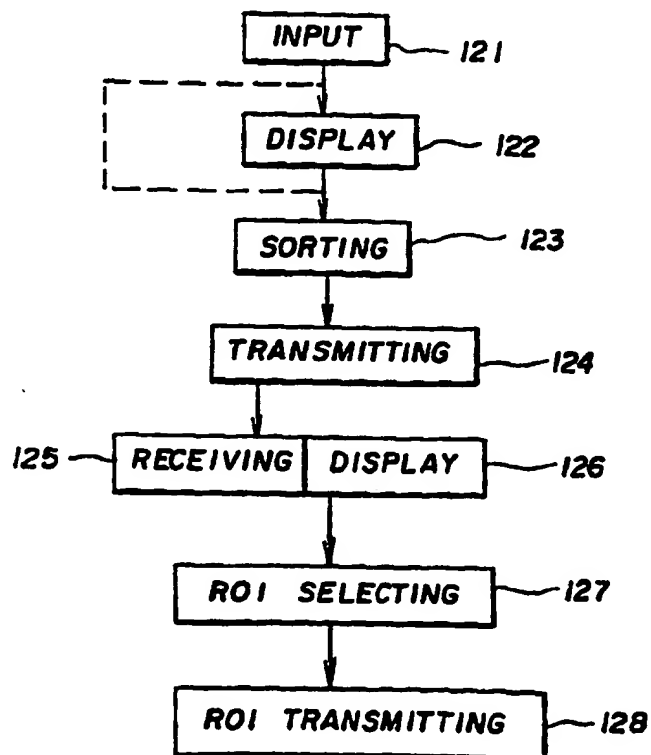 INPUT 121
DISPLAY 122
SORTING 123
TRANSMITTING 124
125 RECEIVING DISPLAY 126
ROI SELECTING 127
ROI TRANSMITTING 128